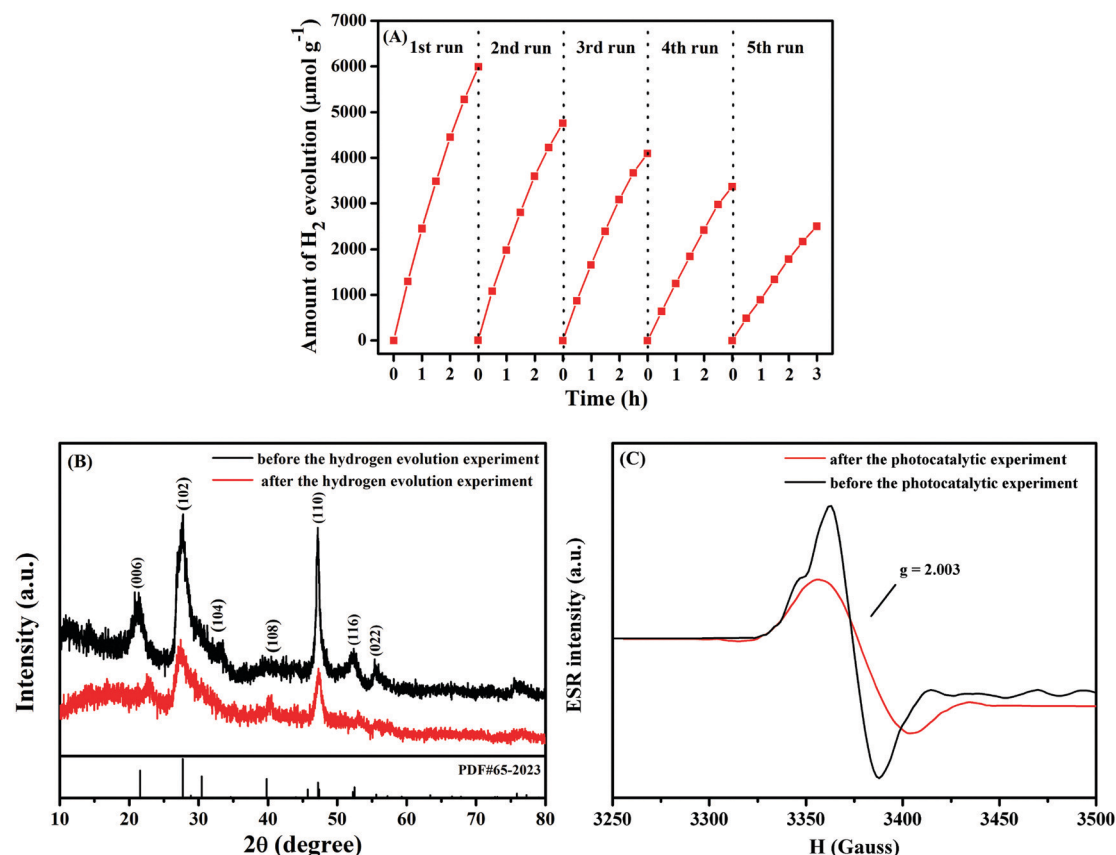 (A)
1st run
2nd run
3rd run
4th run
5th run
7000
6000
5000
4000
3000
2000
1000
0
Amount of H₂ eveolution (μmol g⁻¹)
0 1 2 0 1 2 0 1 2 0 1 2 0 1 2 3
Time (h)
(B)
before the hydrogen evolution experiment
after the hydrogen evolution experiment
(006)
(102)
(104)
(108)
(110)
(116)
(022)
Intensity (a.u.)
PDF#65-2023
10 20 30 40 50 60 70 80
2θ (degree)
(C)
after the photocatalytic experiment
before the photocatalytic experiment
g = 2.003
ESR intensity (a.u.)
3250 3300 3350 3400 3450 3500
H (Gauss)